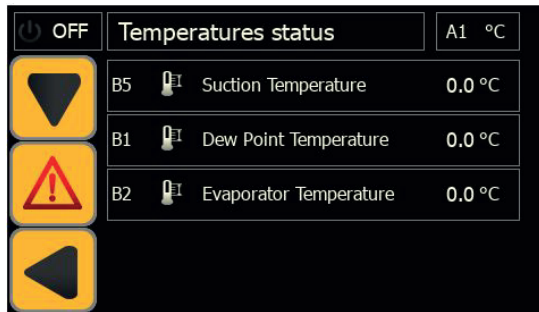 OFF Temperatures status A1 °C
B5 Suction Temperature 0.0 °C
B1 Dew Point Temperature 0.0 °C
B2 Evaporator Temperature 0.0 °C